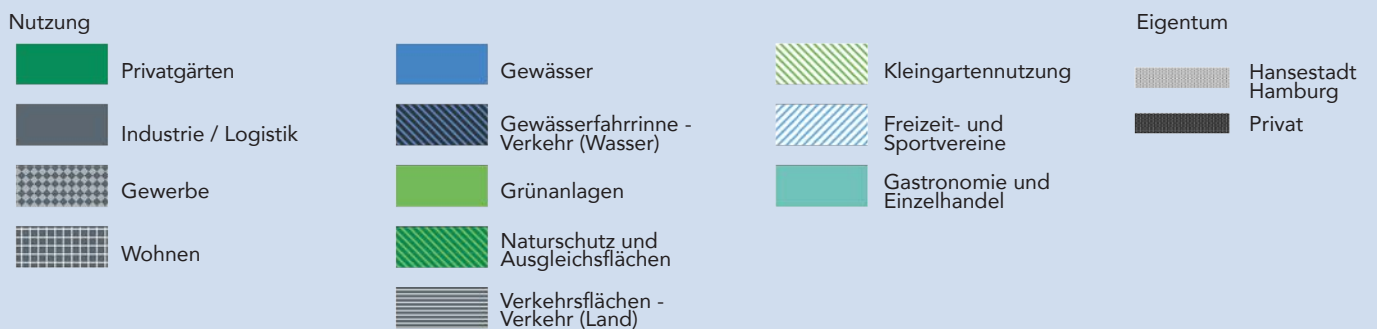 Nutzung
Privatgärten
Industrie / Logistik
Gewerbe
Wohnen
Gewässer
Gewässerfahrrinne -
Verkehr (Wasser)
Grünanlagen
Naturschutz und
Ausgleichsflächen
Verkehrsflächen -
Verkehr (Land)
Kleingartennutzung
Freizeit- und
Sportvereine
Gastronomie und
Einzelhandel
Eigentum
Hansestadt
Hamburg
Privat